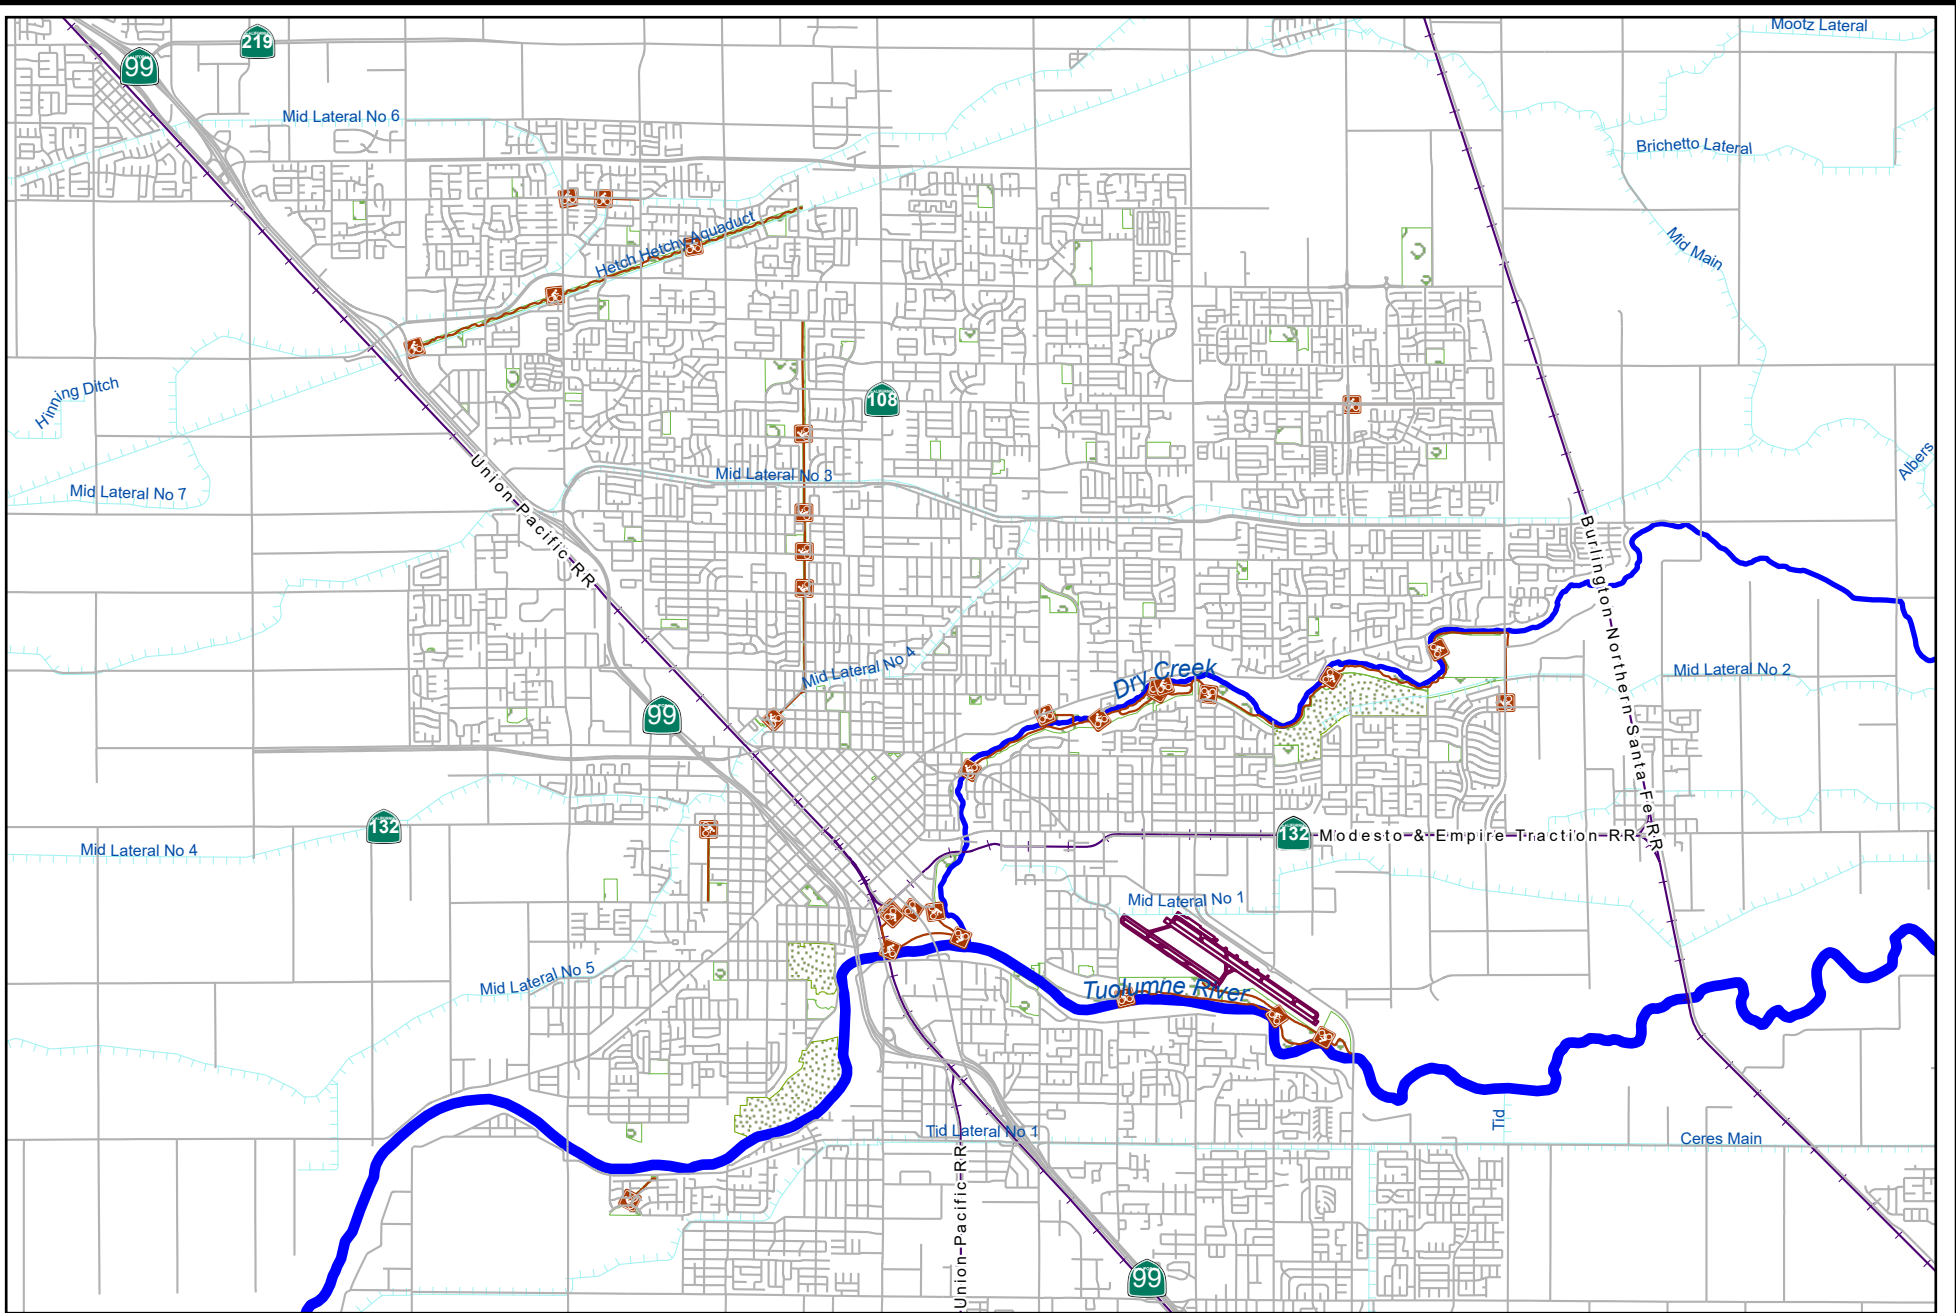 Mootz Lateral
219
99
Mid Lateral No 6
Brichetto Lateral
Hetch Hetchy Aquaduct
Mid Main
Hinning Ditch
108
Albers
Union Pacific RR
Mid Lateral No 3
Mid Lateral No 7
Burlington Northern Santa Fe RR
Mid Lateral No 4
Dry Creek
Mid Lateral No 2
99
132
132
Modesto & Empire Traction RR
Mid Lateral No 4
Mid Lateral No 1
Mid Lateral No 5
Tuolumne River
Tid
Tid Lateral No 1
Ceres Main
Union Pacific RR
99